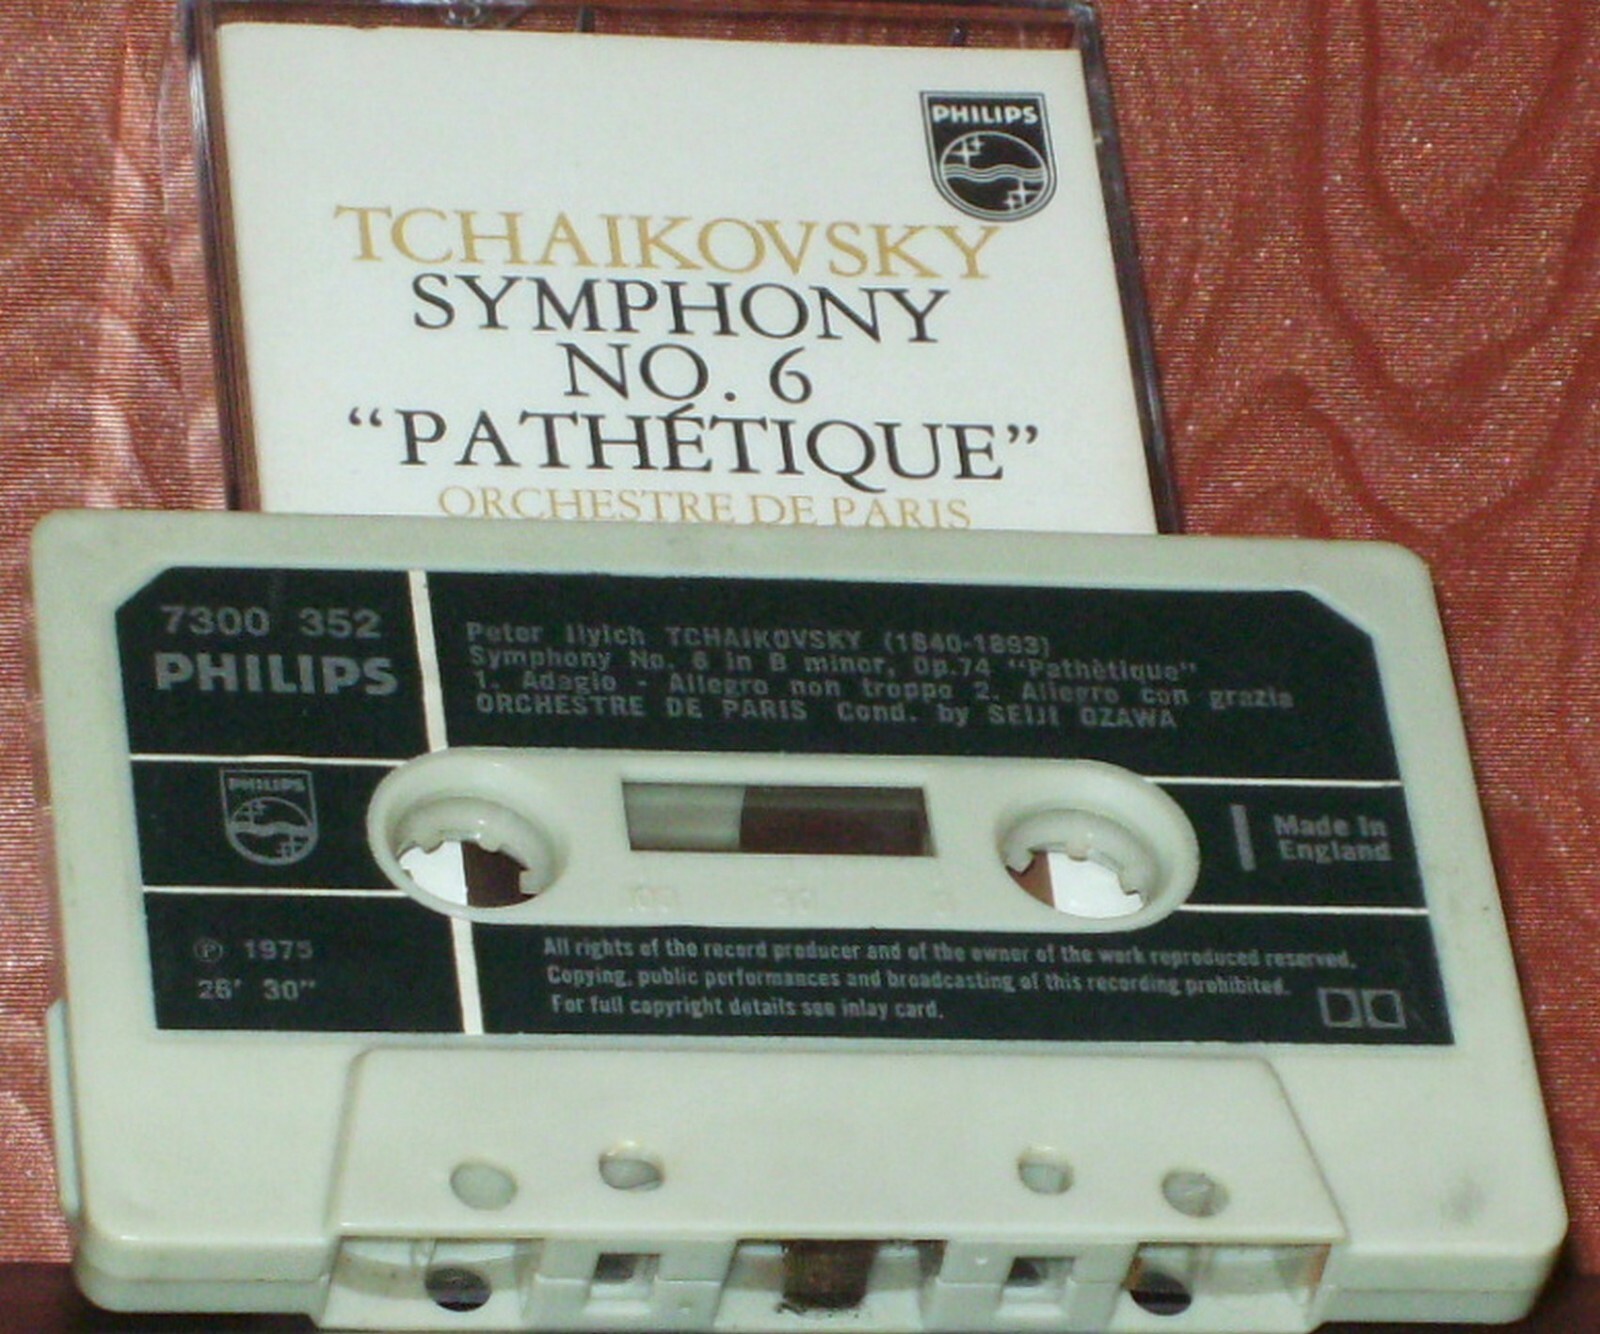 PHILIPS
TCHAIKOVSKY
SYMPHONY
NO. 6
“PATHÉTIQUE”
ORCHESTRE DE PARIS
7300 352
PHILIPS
Peter Ilyich TCHAIKOVSKY (1840-1893)
Symphony No. 6 in B minor, Op.74 “Pathètique”
1. Adagio - Allegro non troppo 2. Allegro con grazia
ORCHESTRE DE PARIS Cond. by SEIJI OZAWA
PHILIPS
Made in
England
Ⓟ 1975
26' 30”
All rights of the record producer and of the owner of the work reproduced reserved.
Copying, public performances and broadcasting of this recording prohibited.
For full copyright details see inlay card.